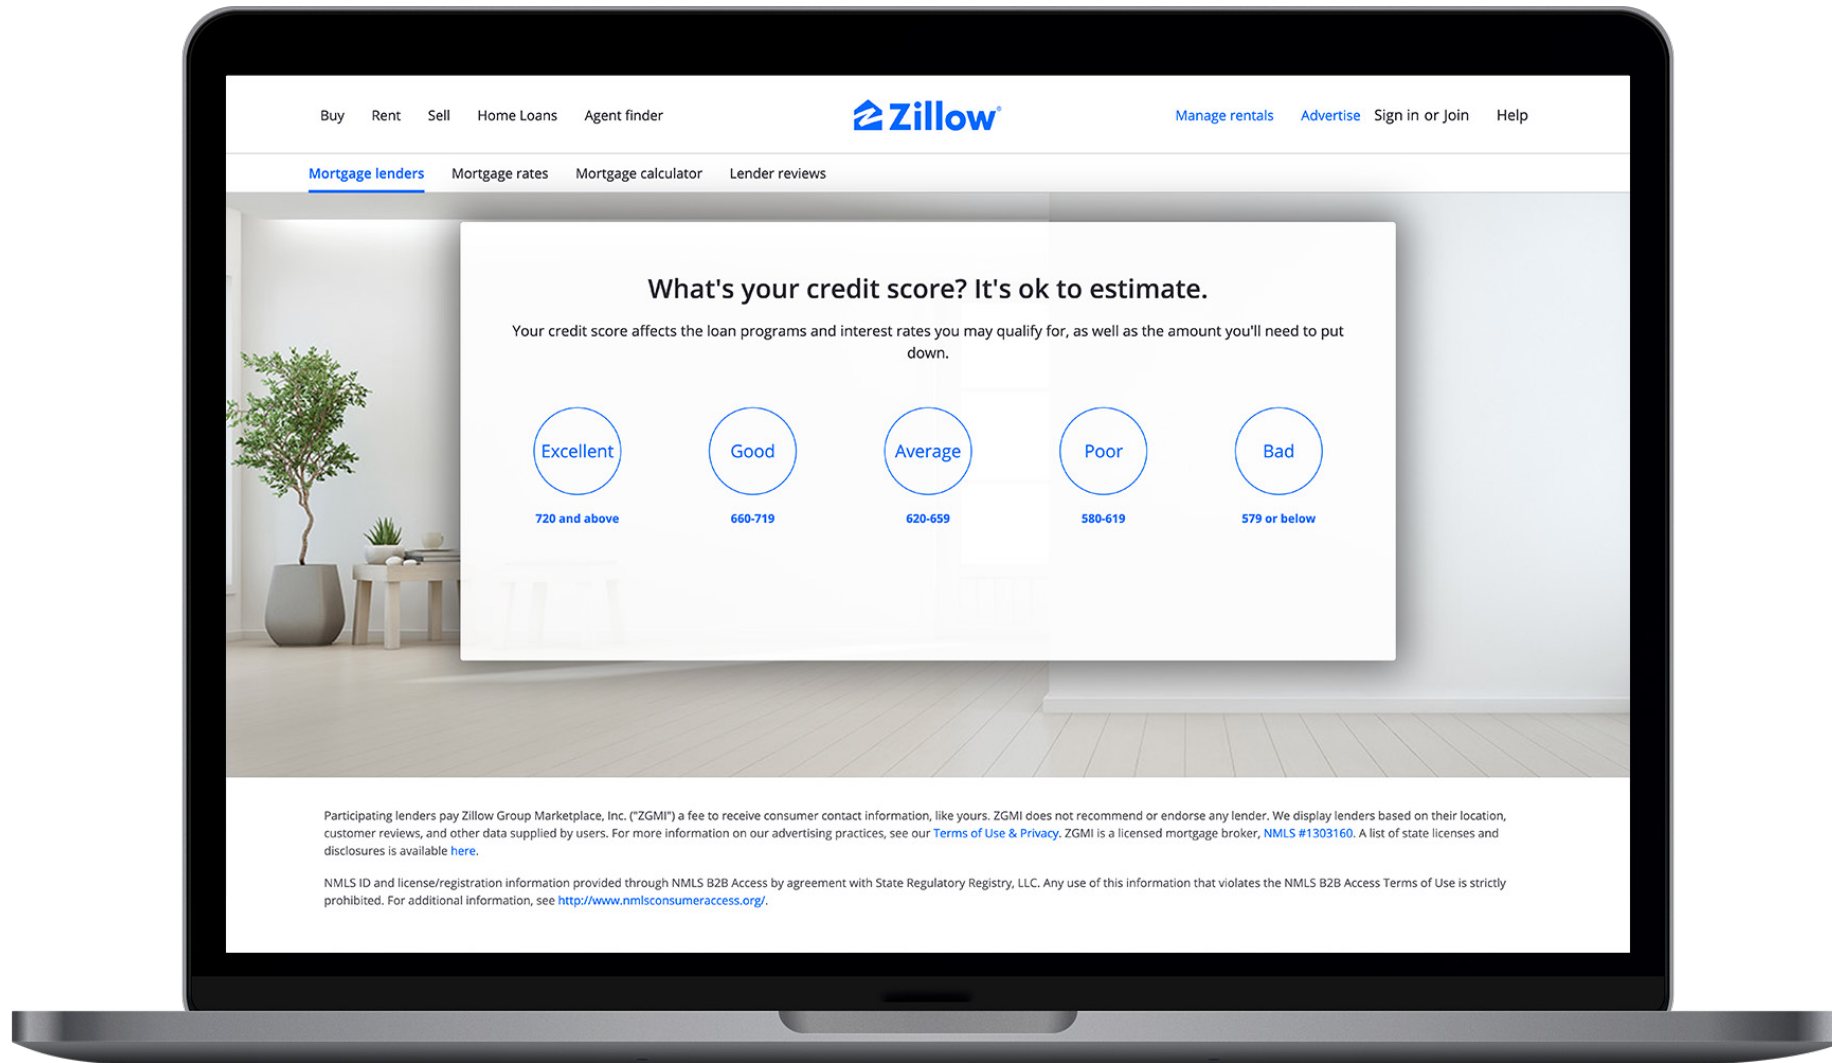 Buy Rent Sell Home Loans Agent finder Zillow® Manage rentals Advertise Sign in or Join Help
Mortgage lenders Mortgage rates Mortgage calculator Lender reviews
What's your credit score? It's ok to estimate.
Your credit score affects the loan programs and interest rates you may qualify for, as well as the amount you'll need to put
down.
Excellent Good Average Poor Bad
720 and above 660-719 620-659 580-619 579 or below
Participating lenders pay Zillow Group Marketplace, Inc. ("ZGMI") a fee to receive consumer contact information, like yours. ZGMI does not recommend or endorse any lender. We display lenders based on their location,
customer reviews, and other data supplied by users. For more information on our advertising practices, see our Terms of Use & Privacy. ZGMI is a licensed mortgage broker, NMLS #1303160. A list of state licenses and
disclosures is available here.
NMLS ID and license/registration information provided through NMLS B2B Access by agreement with State Regulatory Registry, LLC. Any use of this information that violates the NMLS B2B Access Terms of Use is strictly
prohibited. For additional information, see http://www.nmlsconsumeraccess.org/.